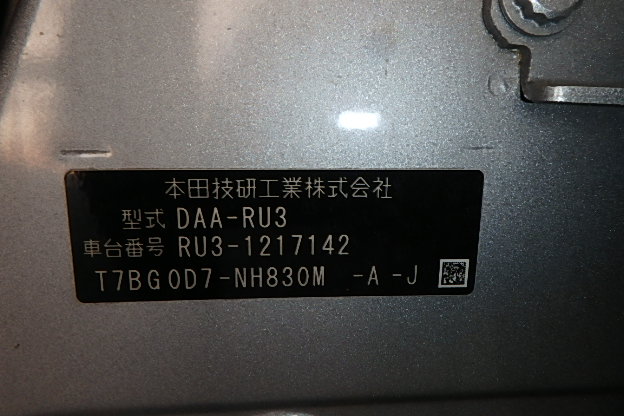 本田技研工業株式会社
型式 DAA-RU3
車台番号 RU3-1217142
T7BG0D7-NH830M -A -J